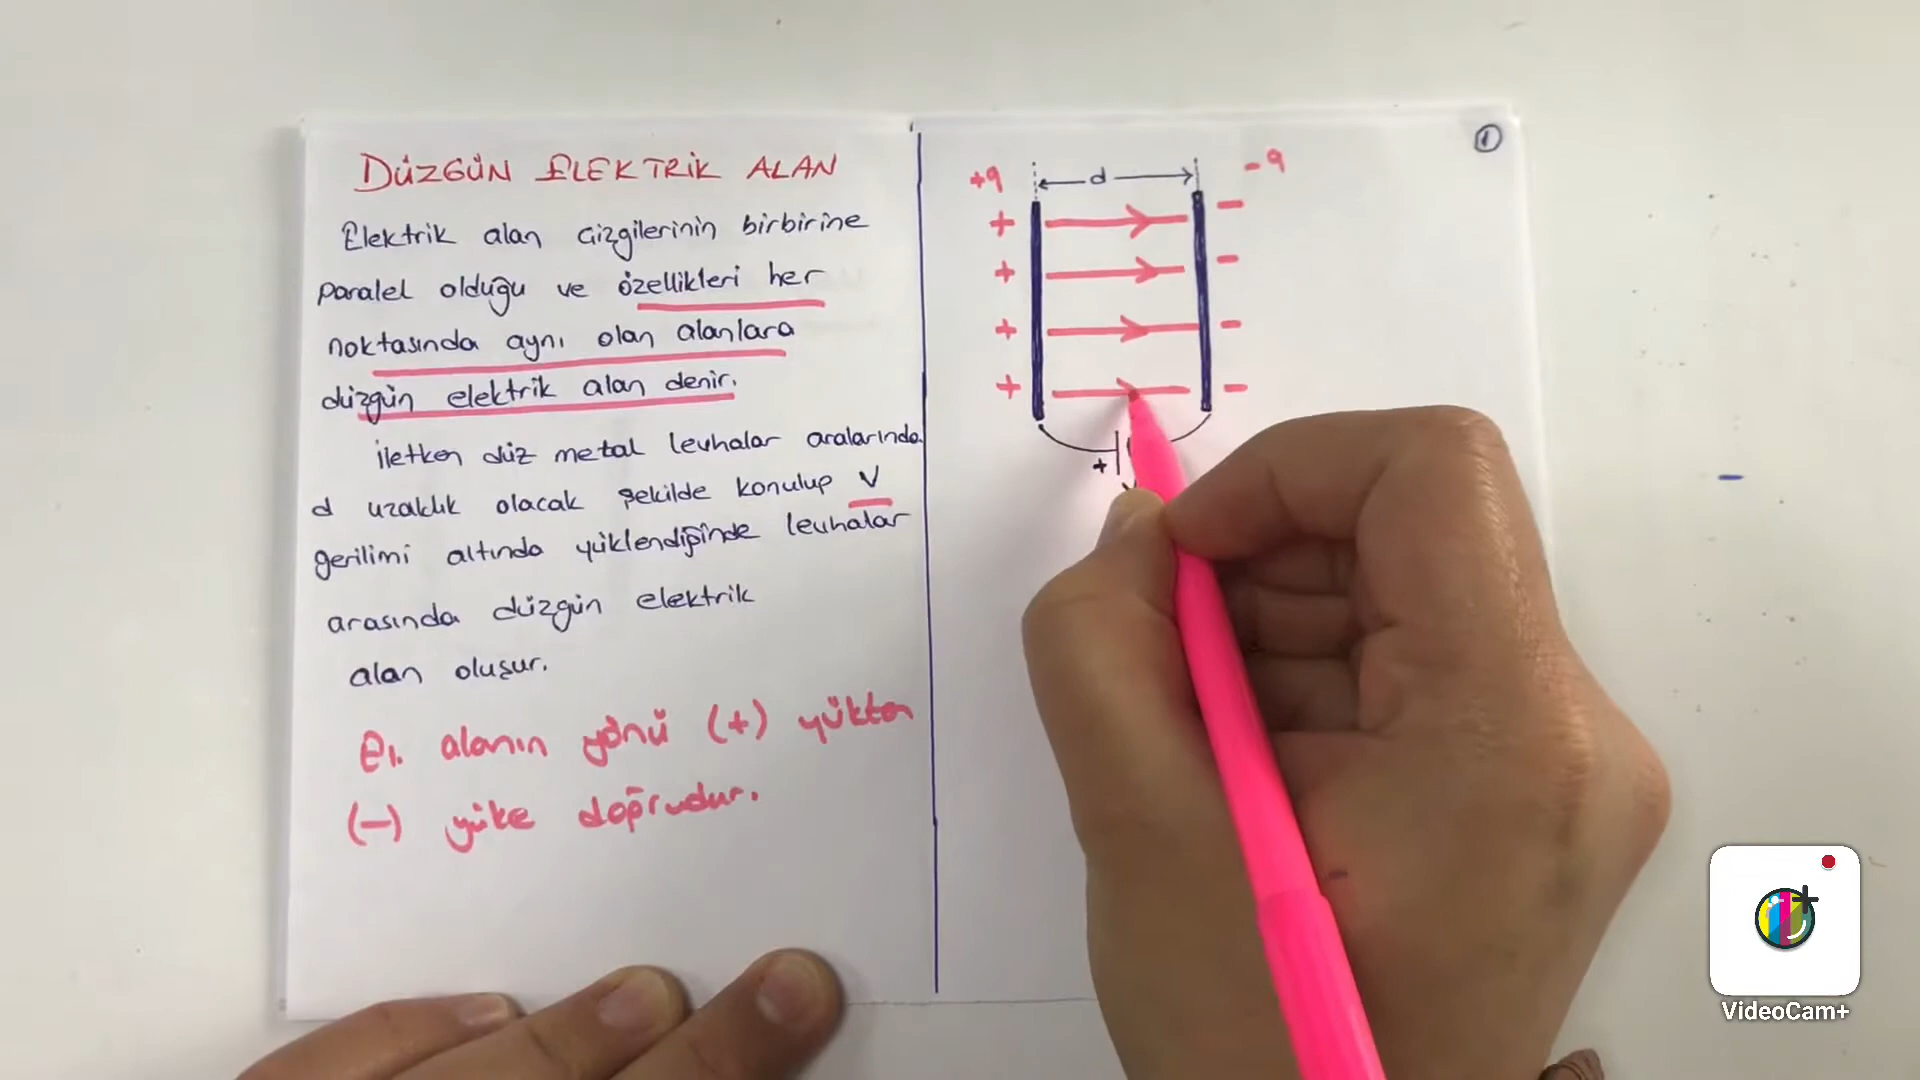 DÜZGÜN ELEKTRİK ALAN
Elektrik alan çizgilerinin birbirine
paralel olduğu ve özellikleri her
noktasında aynı olan alanlara
düzgün elektrik alan denir.
İletken düz metal levhalar aralarında
d uzaklık olacak şekilde konulup V
gerilimi altında yüklendiğinde levhalar
arasında düzgün elektrik
alan oluşur.
El. alanın yönü (+) yükten
(-) yüke doğrudur.
1
+q d -q
+ -
+ -
+ -
+ -
+
VideoCam+